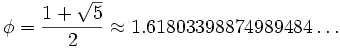 ϕ = (1 + √5) / 2 ≈ 1.61803398874989484 …